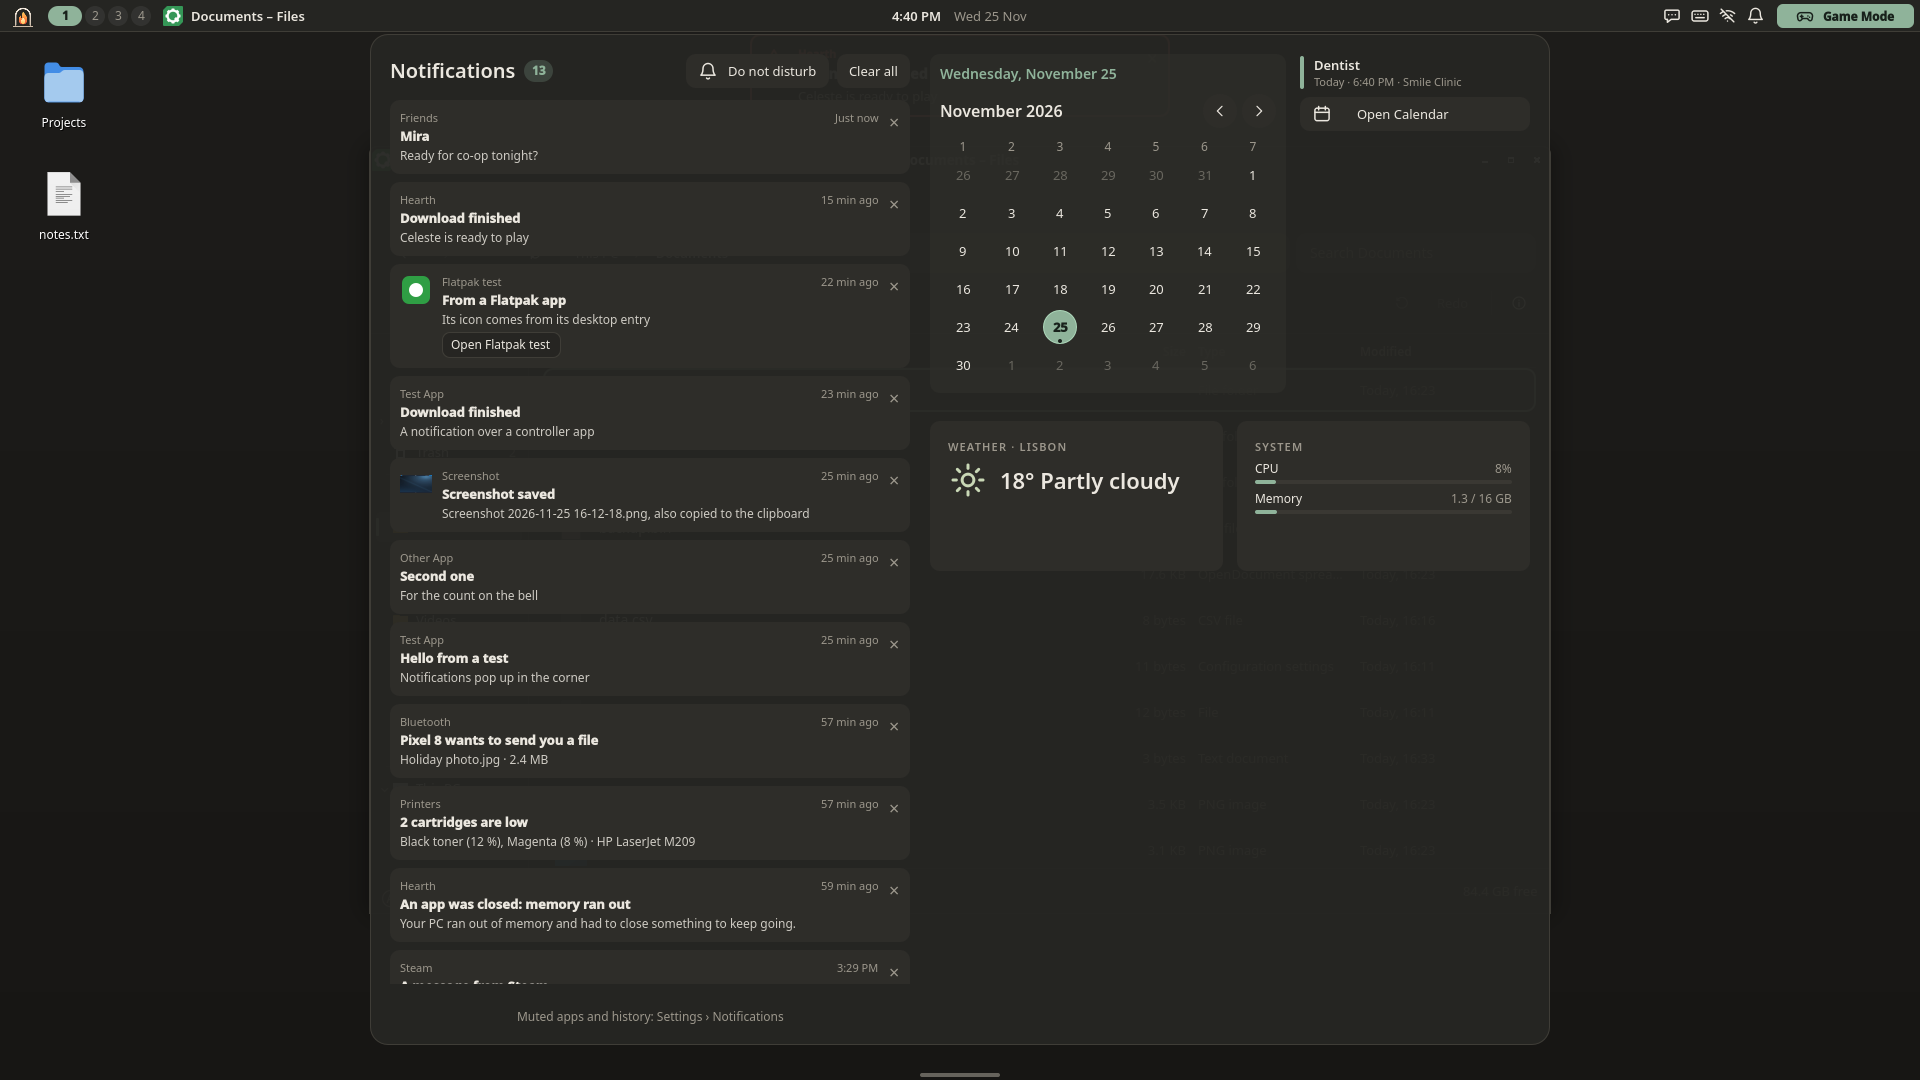 1 2 3 4 Documents – Files
4:40 PM Wed 25 Nov
Game Mode
Projects
notes.txt
Notifications 13
Do not disturb
Clear all
Friends Just now
Mira
Ready for co-op tonight?
Hearth 15 min ago
Download finished
Celeste is ready to play
Flatpak test 22 min ago
From a Flatpak app
Its icon comes from its desktop entry
Open Flatpak test
Test App 23 min ago
Download finished
A notification over a controller app
Screenshot 25 min ago
Screenshot saved
Screenshot 2026-11-25 16-12-18.png, also copied to the clipboard
Other App 25 min ago
Second one
For the count on the bell
Test App 25 min ago
Hello from a test
Notifications pop up in the corner
Bluetooth 57 min ago
Pixel 8 wants to send you a file
Holiday photo.jpg · 2.4 MB
Printers 57 min ago
2 cartridges are low
Black toner (12 %), Magenta (8 %) · HP LaserJet M209
Hearth 59 min ago
An app was closed: memory ran out
Your PC ran out of memory and had to close something to keep going.
Steam 3:29 PM
A message from Steam
Muted apps and history: Settings › Notifications
Wednesday, November 25
November 2026
1 2 3 4 5 6 7
26 27 28 29 30 31 1
2 3 4 5 6 7 8
9 10 11 12 13 14 15
16 17 18 19 20 21 22
23 24 25 26 27 28 29
30 1 2 3 4 5 6
Dentist
Today · 6:40 PM · Smile Clinic
Open Calendar
WEATHER · LISBON
18° Partly cloudy
SYSTEM
CPU 8%
Memory 1.3 / 16 GB